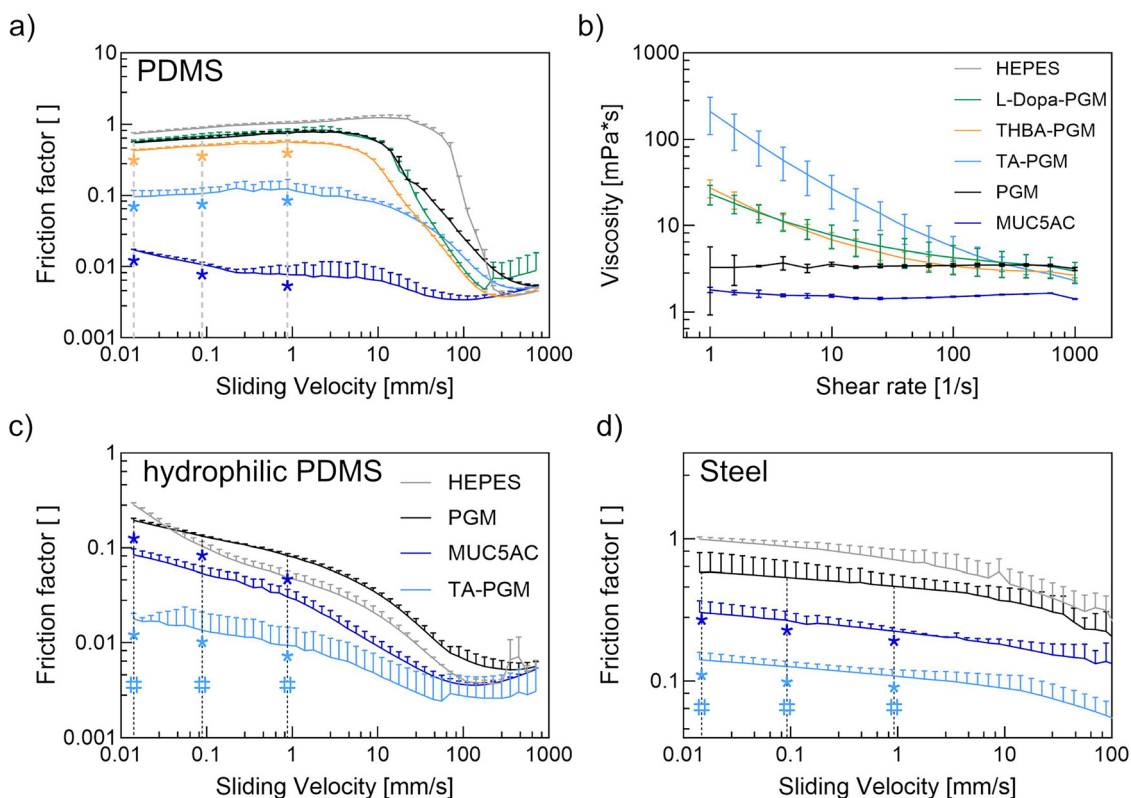 a)
PDMS
10
1
0.1
0.01
0.001
Friction factor [ ]
0.01
0.1
1
10
100
1000
Sliding Velocity [mm/s]
b)
1000
100
10
1
Viscosity [mPa*s]
HEPES
L-Dopa-PGM
THBA-PGM
TA-PGM
PGM
MUC5AC
1
10
100
1000
Shear rate [1/s]
c)
hydrophilic PDMS
1
0.1
0.01
0.001
Friction factor [ ]
HEPES
PGM
MUC5AC
TA-PGM
0.01
0.1
1
10
100
1000
Sliding Velocity [mm/s]
d)
Steel
1
0.1
Friction factor [ ]
0.01
0.1
1
10
100
Sliding Velocity [mm/s]